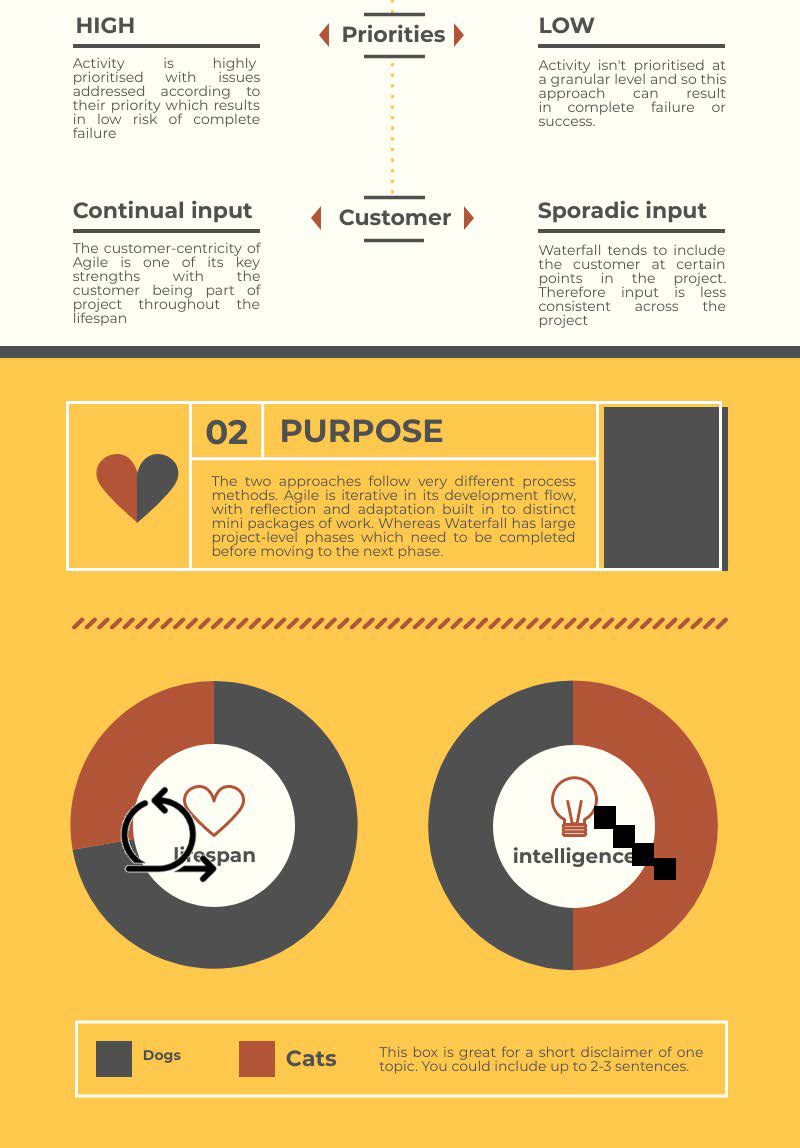 HIGH
Priorities
LOW
Activity is highly
prioritised with issues
addressed according to
their priority which results
in low risk of complete
failure
Activity isn't prioritised at
a granular level and so this
approach can result
in complete failure or
success.
Continual input
Customer
Sporadic input
The customer-centricity of
Agile is one of its key
strengths with the
customer being part of
project throughout the
lifespan
Waterfall tends to include
the customer at certain
points in the project.
Therefore input is less
consistent across the
project
02
PURPOSE
The two approaches follow very different process
methods. Agile is iterative in its development flow,
with reflection and adaptation built in to distinct
mini packages of work. Whereas Waterfall has large
project-level phases which need to be completed
before moving to the next phase.
lifespan
intelligence
Dogs
Cats
This box is great for a short disclaimer of one
topic. You could include up to 2-3 sentences.